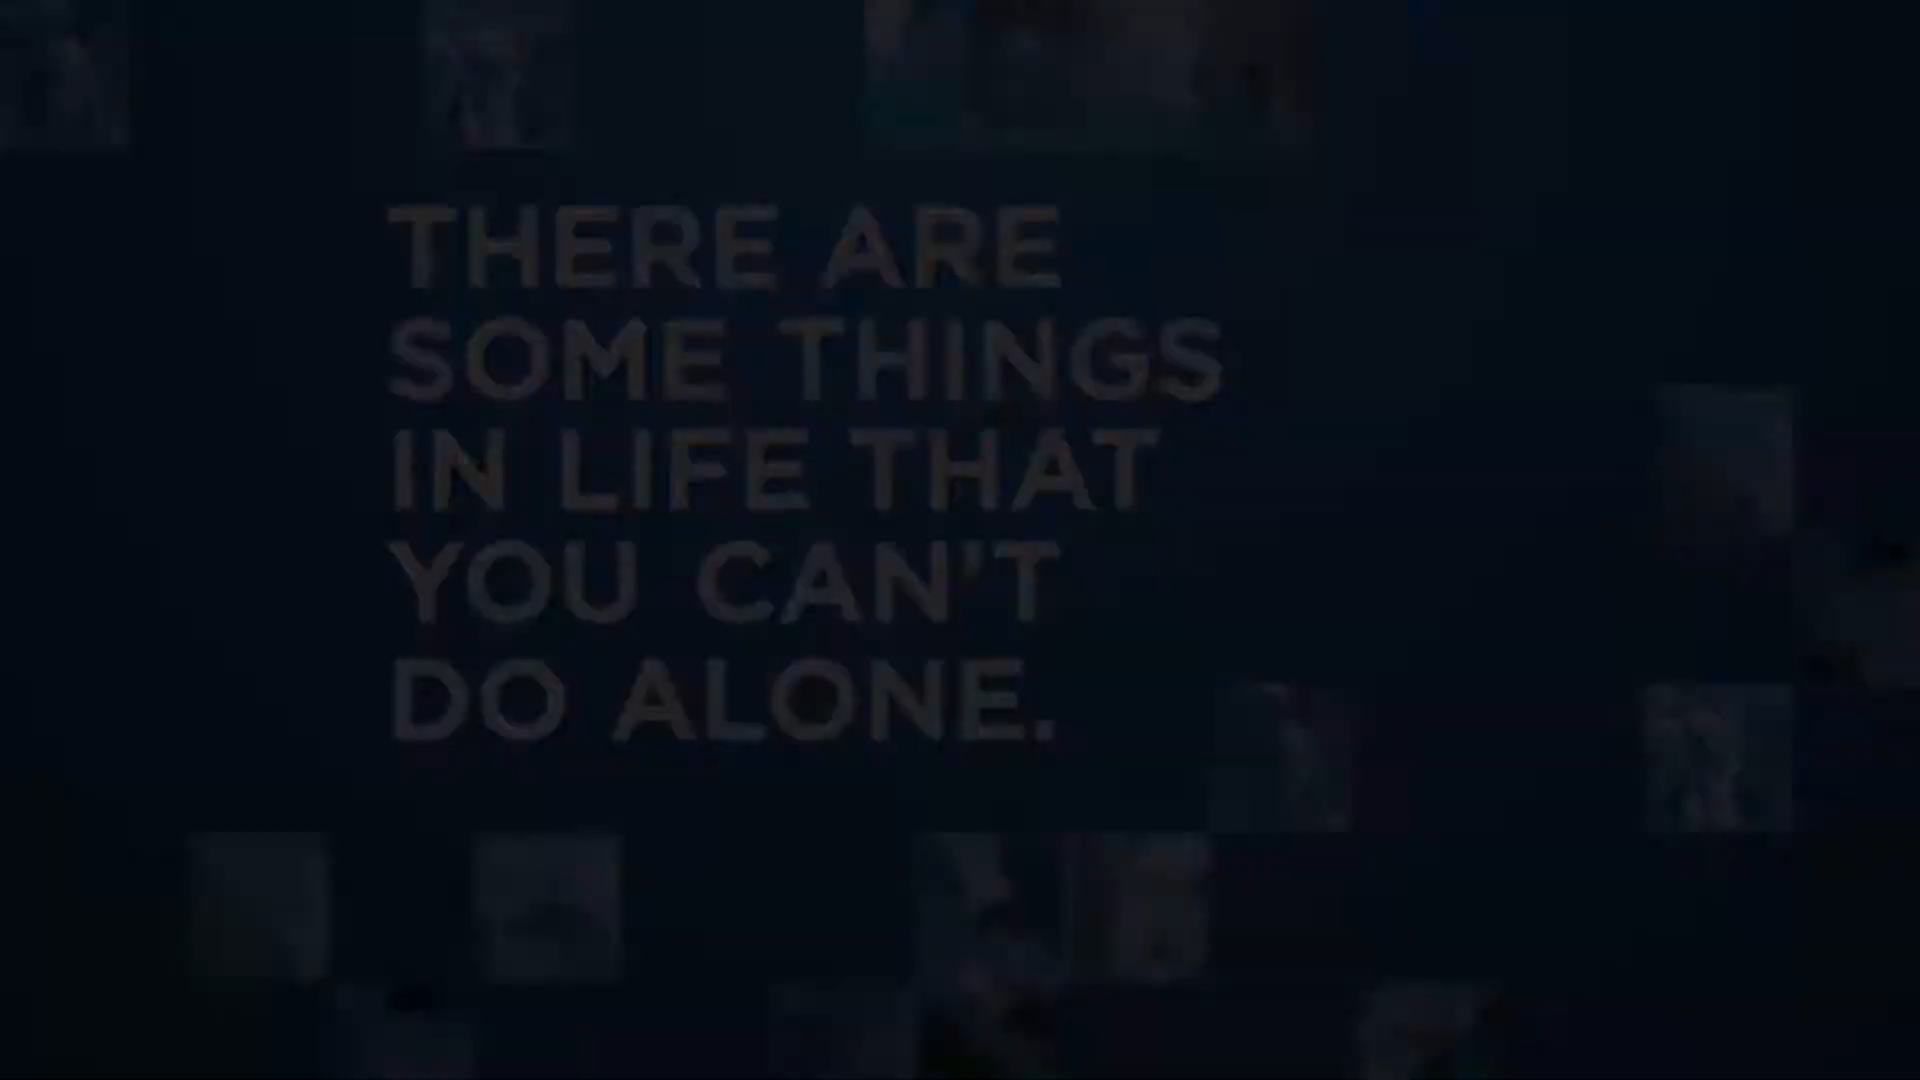 THERE ARE
SOME THINGS
IN LIFE THAT
YOU CAN'T
DO ALONE.